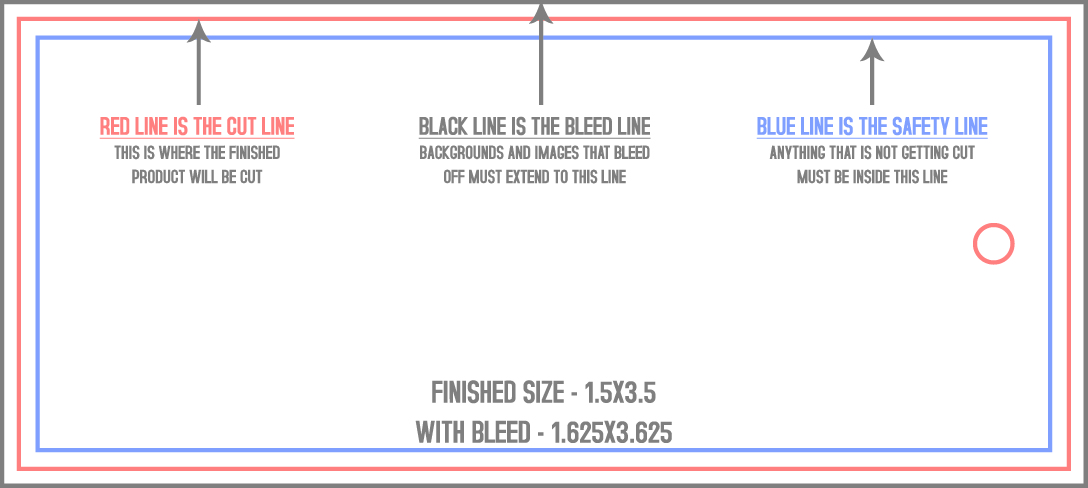 RED LINE IS THE CUT LINE
THIS IS WHERE THE FINISHED
PRODUCT WILL BE CUT
BLACK LINE IS THE BLEED LINE
BACKGROUNDS AND IMAGES THAT BLEED
OFF MUST EXTEND TO THIS LINE
BLUE LINE IS THE SAFETY LINE
ANYTHING THAT IS NOT GETTING CUT
MUST BE INSIDE THIS LINE
FINISHED SIZE - 1.5X3.5
WITH BLEED - 1.625X3.625